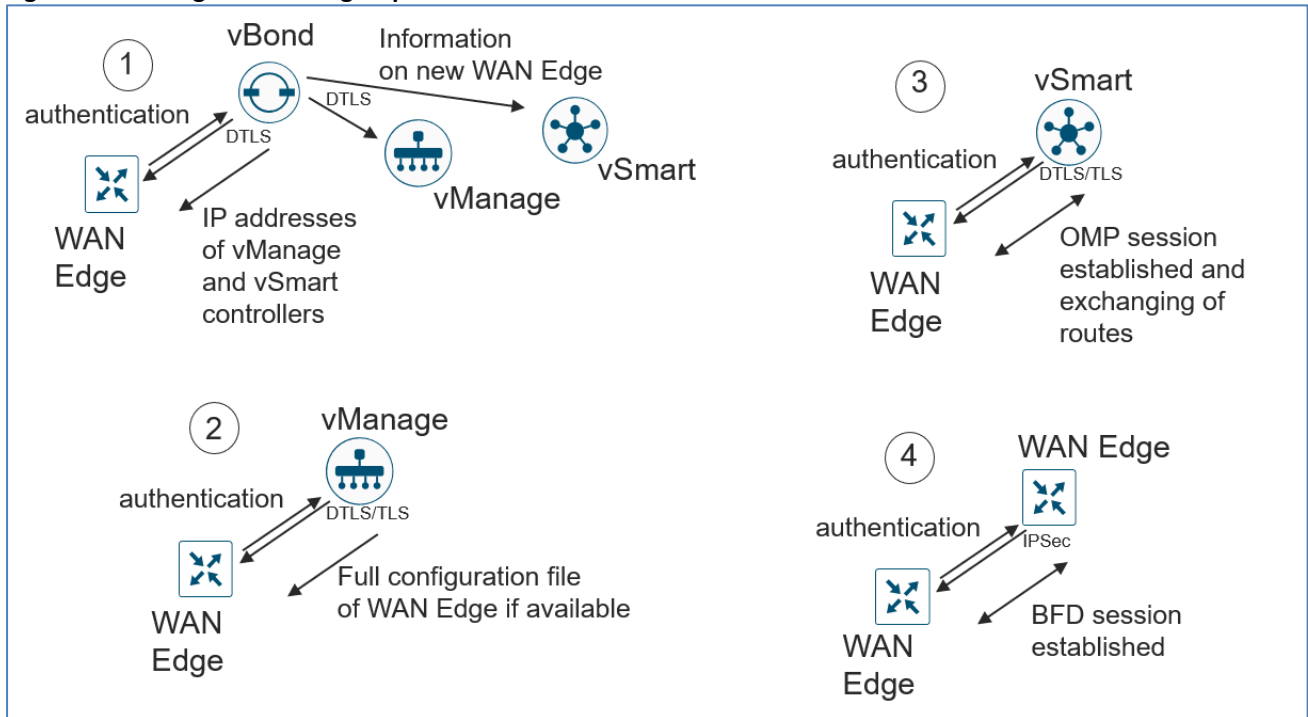 vBond
Information
on new WAN Edge
1
authentication
DTLS
DTLS
vManage
vSmart
WAN
Edge
IP addresses
of vManage
and vSmart
controllers
2
vManage
authentication
DTLS/TLS
WAN
Edge
Full configuration file
of WAN Edge if available
3
vSmart
authentication
DTLS/TLS
WAN
Edge
OMP session
established and
exchanging of
routes
4
WAN Edge
authentication
IPSec
WAN
Edge
BFD session
established